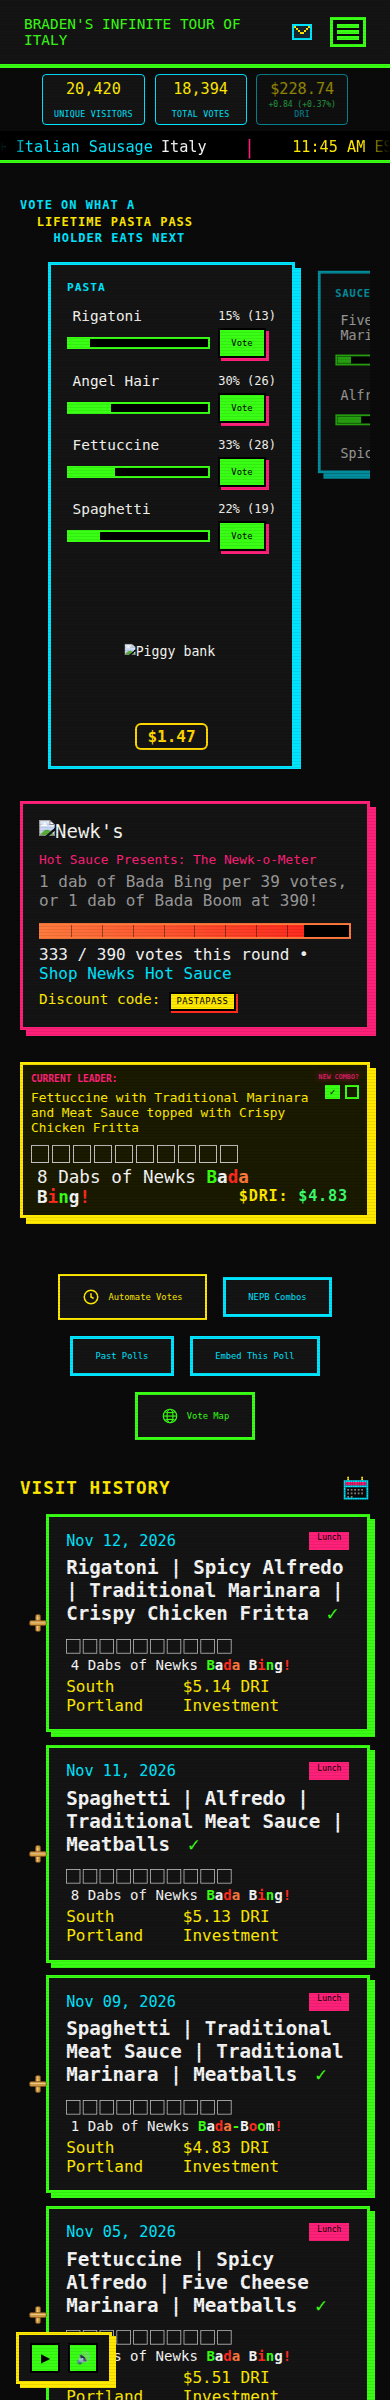 BRADEN'S INFINITE TOUR OF
ITALY
20,420
UNIQUE VISITORS
18,394
TOTAL VOTES
$228.74
+0.84 (+0.37%)
DRI
Italian Sausage Italy | 11:45 AM ES
VOTE ON WHAT A
LIFETIME PASTA PASS
HOLDER EATS NEXT
PASTA
Rigatoni 15% (13)
Vote
Angel Hair 30% (26)
Vote
Fettuccine 33% (28)
Vote
Spaghetti 22% (19)
Vote
Piggy bank
$1.47
SAUCE
Five
Mari
Alfr
Spic
Newk's
Hot Sauce Presents: The Newk-o-Meter
1 dab of Bada Bing per 39 votes,
or 1 dab of Bada Boom at 390!
333 / 390 votes this round •
Shop Newks Hot Sauce
Discount code: PASTAPASS
CURRENT LEADER:
NEW COMBO?
✓
Fettuccine with Traditional Marinara
and Meat Sauce topped with Crispy
Chicken Fritta
8 Dabs of Newks Bada
Bing!
$DRI: $4.83
Automate Votes
NEPB Combos
Past Polls
Embed This Poll
Vote Map
VISIT HISTORY
Nov 12, 2026 Lunch
Rigatoni | Spicy Alfredo
| Traditional Marinara |
Crispy Chicken Fritta ✓
4 Dabs of Newks Bada Bing!
South $5.14 DRI
Portland Investment
Nov 11, 2026 Lunch
Spaghetti | Alfredo |
Traditional Meat Sauce |
Meatballs ✓
8 Dabs of Newks Bada Bing!
South $5.13 DRI
Portland Investment
Nov 09, 2026 Lunch
Spaghetti | Traditional
Meat Sauce | Traditional
Marinara | Meatballs ✓
1 Dab of Newks Bada-Boom!
South $4.83 DRI
Portland Investment
Nov 05, 2026 Lunch
Fettuccine | Spicy
Alfredo | Five Cheese
Marinara | Meatballs ✓
s of Newks Bada Bing!
$5.51 DRI
Portland Investment